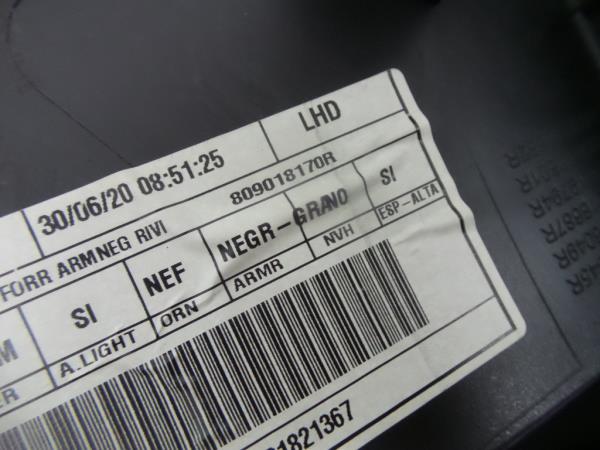 LHD
30/06/20 08:51:25
809018170R
FORR ARMNEG RIVI
SI NEF NEGR-GRANO SI
A.LIGHT ORN ARMR NVH ESP-ALTA
1821367